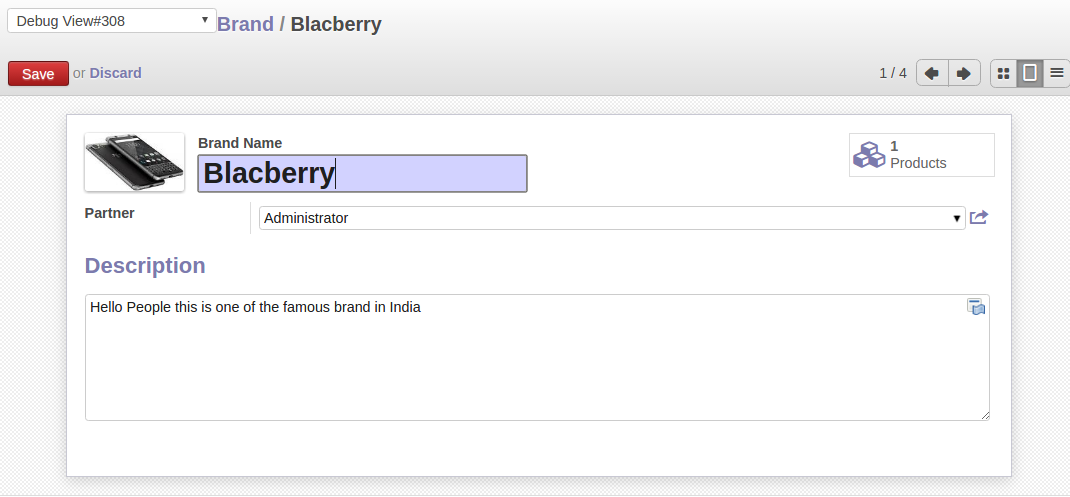 Debug View#308
Brand / Blacberry
Save or Discard
1 / 4
Brand Name
Blacberry
1
Products
Partner
Administrator
Description
Hello People this is one of the famous brand in India